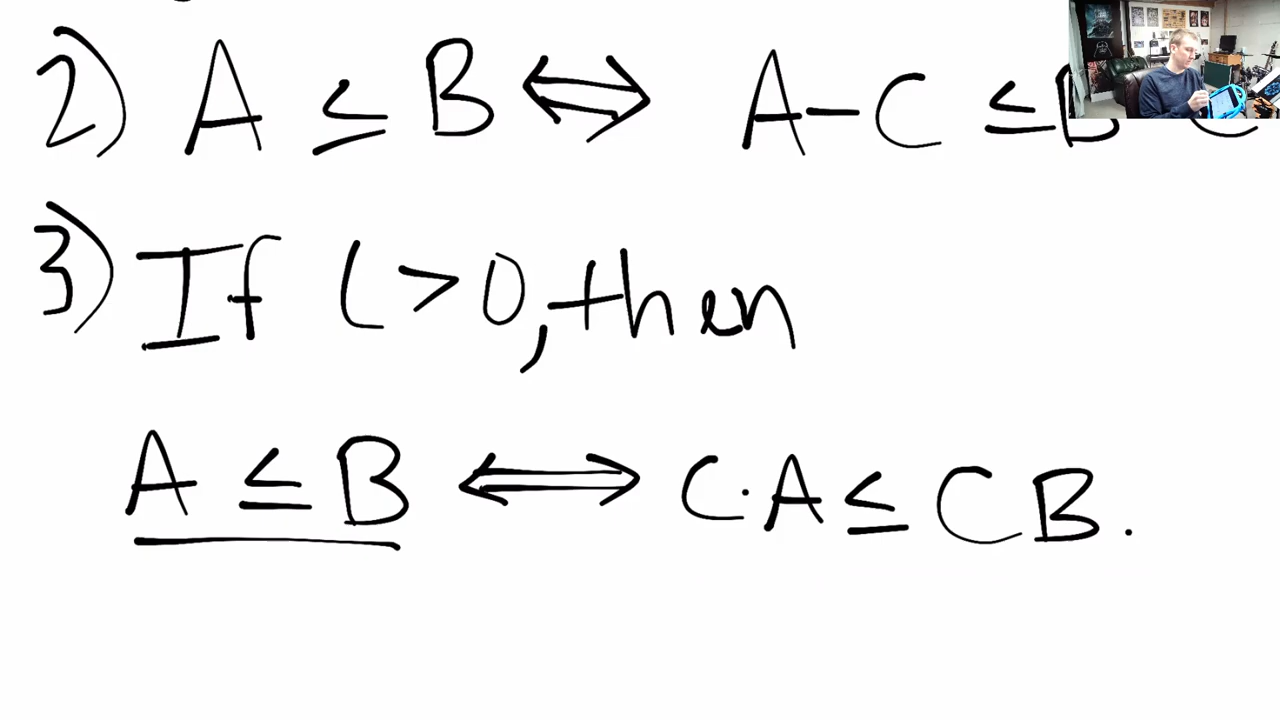 2) A ≤ B ⟺ A-C ≤ B C
3) If C > 0, then
A ≤ B ⟺ C·A ≤ CB.